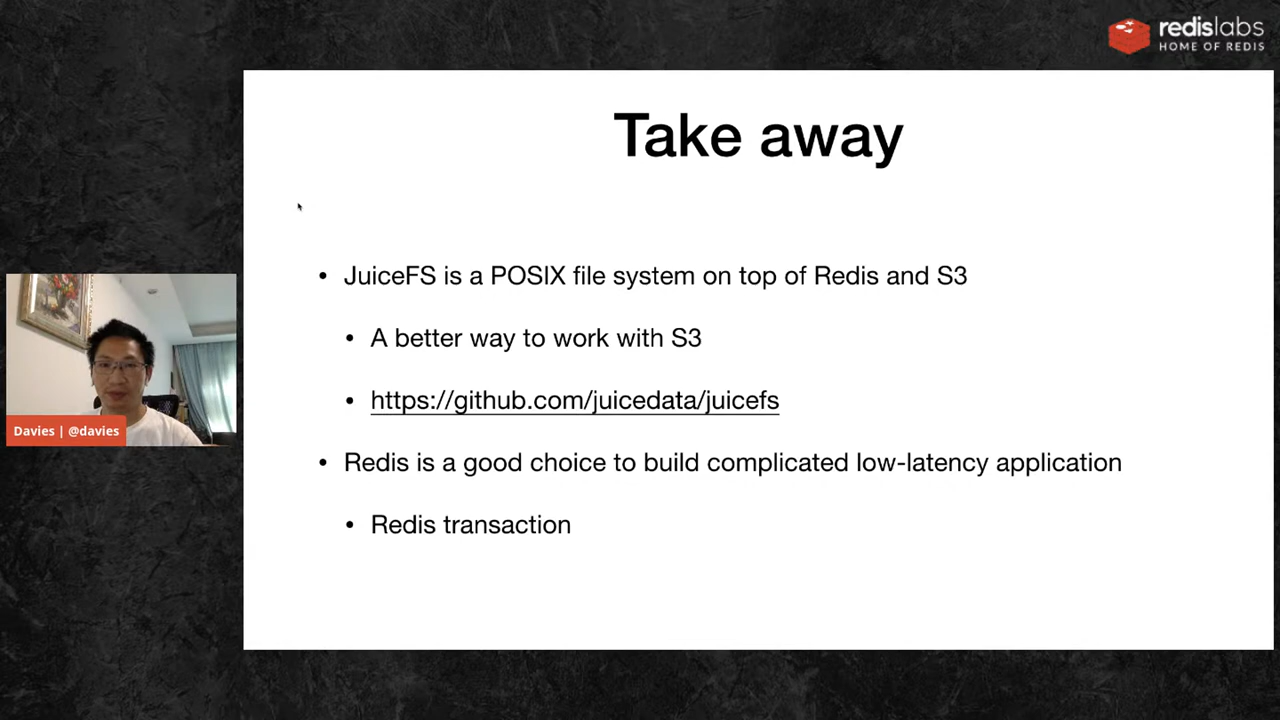 redislabs
HOME OF REDIS
Take away
• JuiceFS is a POSIX file system on top of Redis and S3
• A better way to work with S3
• https://github.com/juicedata/juicefs
• Redis is a good choice to build complicated low-latency application
• Redis transaction
Davies | @davies